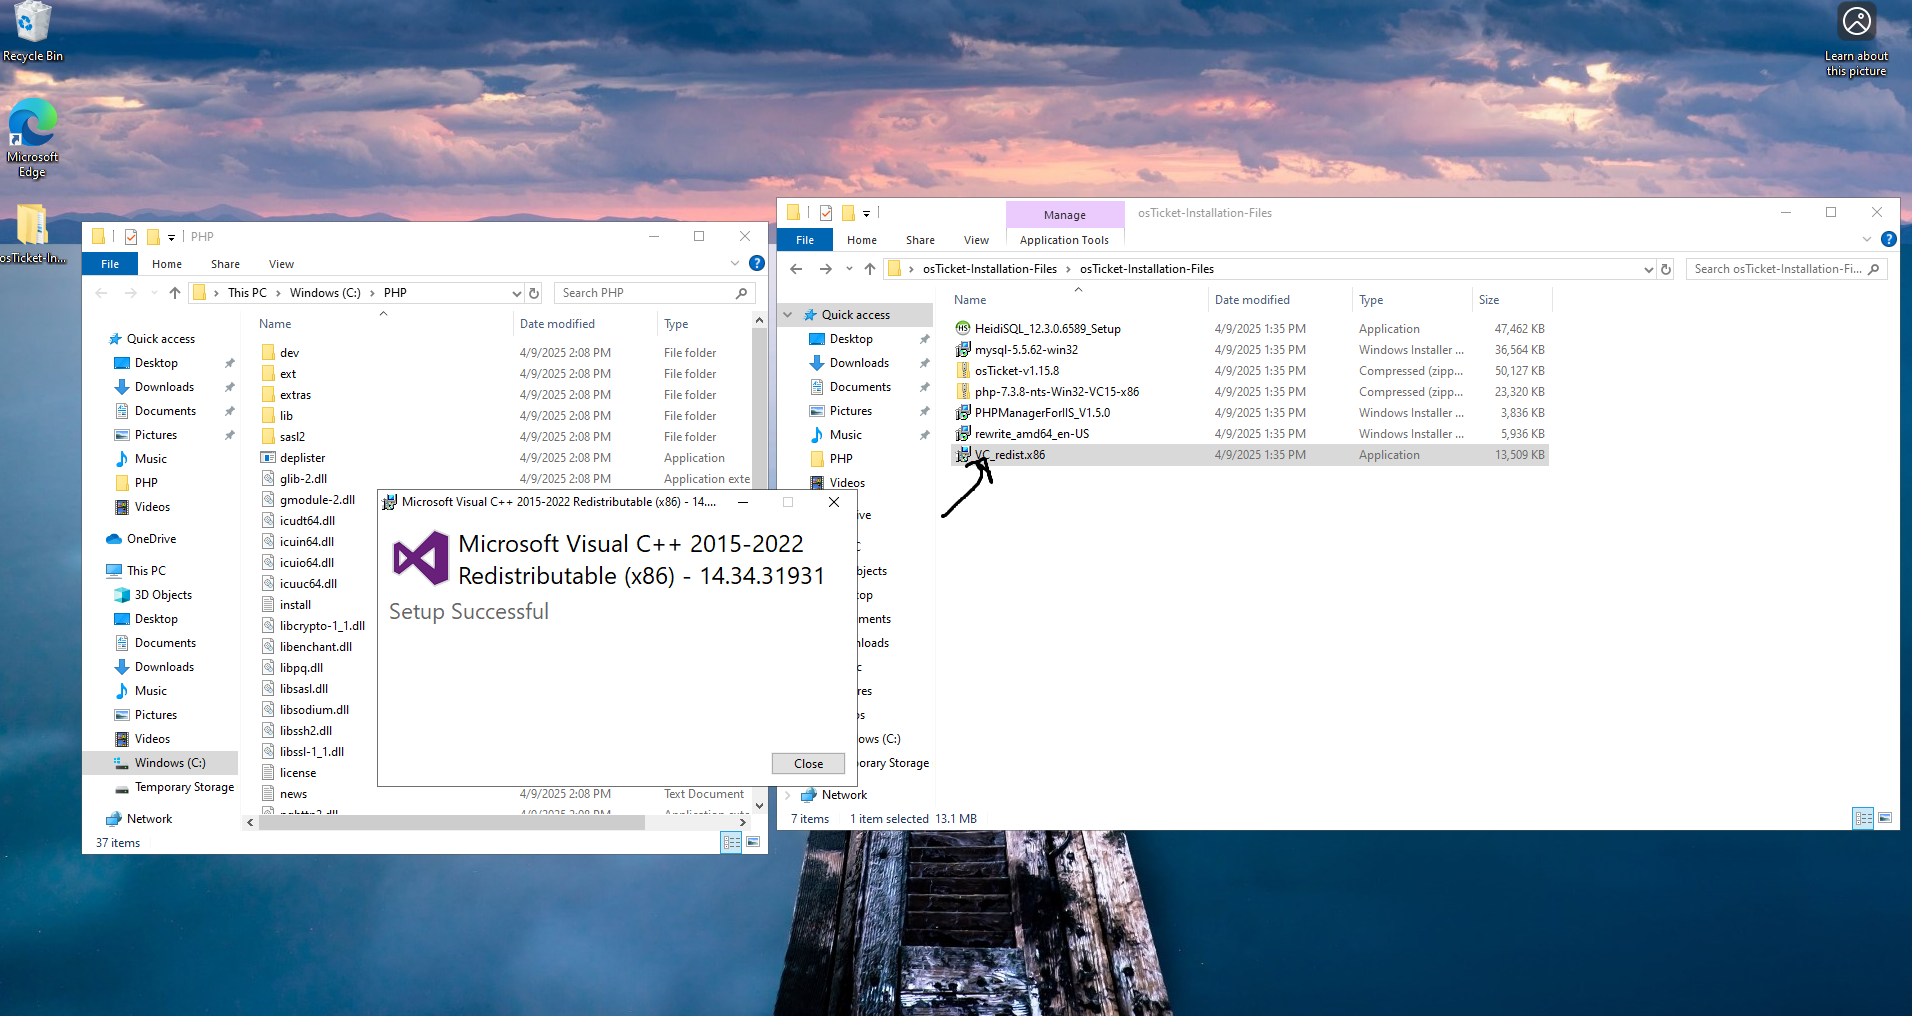 Recycle Bin
Microsoft
Edge
osTicket-In...
Learn about
this picture
PHP
File Home Share View
This PC Windows (C:) PHP
Search PHP
Quick access
Desktop
Downloads
Documents
Pictures
Music
PHP
Videos
OneDrive
This PC
3D Objects
Desktop
Documents
Downloads
Music
Pictures
Videos
Windows (C:)
Temporary Storage
Network
Name Date modified Type
dev 4/9/2025 2:08 PM File folder
ext 4/9/2025 2:08 PM File folder
extras 4/9/2025 2:08 PM File folder
lib 4/9/2025 2:08 PM File folder
sasl2 4/9/2025 2:08 PM File folder
deplister 4/9/2025 2:08 PM Application
glib-2.dll 4/9/2025 2:08 PM Application exte
gmodule-2.dll
icudt64.dll
icuin64.dll
icuio64.dll
icuuc64.dll
install
libcrypto-1_1.dll
libenchant.dll
libpq.dll
libsasl.dll
libsodium.dll
libssh2.dll
libssl-1_1.dll
license
news 4/9/2025 2:08 PM Text Document
37 items
Microsoft Visual C++ 2015-2022 Redistributable (x86) - 14....
Microsoft Visual C++ 2015-2022
Redistributable (x86) - 14.34.31931
Setup Successful
Close
Manage osTicket-Installation-Files
File Home Share View Application Tools
osTicket-Installation-Files osTicket-Installation-Files
Search osTicket-Installation-Fi...
Quick access
Desktop
Downloads
Documents
Pictures
Music
PHP
Videos
ive
c
bjects
top
ments
nloads
c
res
os
ows (C:)
orary Storage
Network
Name Date modified Type Size
HeidiSQL_12.3.0.6589_Setup 4/9/2025 1:35 PM Application 47,462 KB
mysql-5.5.62-win32 4/9/2025 1:35 PM Windows Installer ... 36,564 KB
osTicket-v1.15.8 4/9/2025 1:35 PM Compressed (zipp... 50,127 KB
php-7.3.8-nts-Win32-VC15-x86 4/9/2025 1:35 PM Compressed (zipp... 23,320 KB
PHPManagerForIIS_V1.5.0 4/9/2025 1:35 PM Windows Installer ... 3,836 KB
rewrite_amd64_en-US 4/9/2025 1:35 PM Windows Installer ... 5,936 KB
VC_redist.x86 4/9/2025 1:35 PM Application 13,509 KB
7 items 1 item selected 13.1 MB